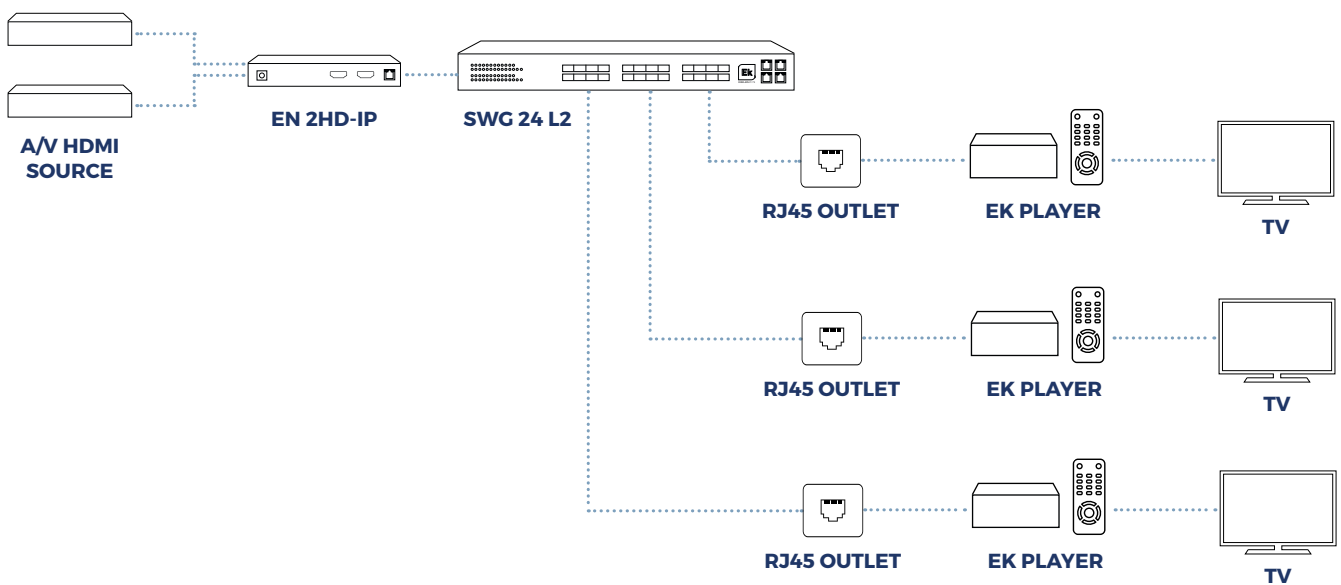 Ek
EN 2HD-IP
SWG 24 L2
A/V HDMI
SOURCE
RJ45 OUTLET
EK PLAYER
TV
RJ45 OUTLET
EK PLAYER
TV
RJ45 OUTLET
EK PLAYER
TV